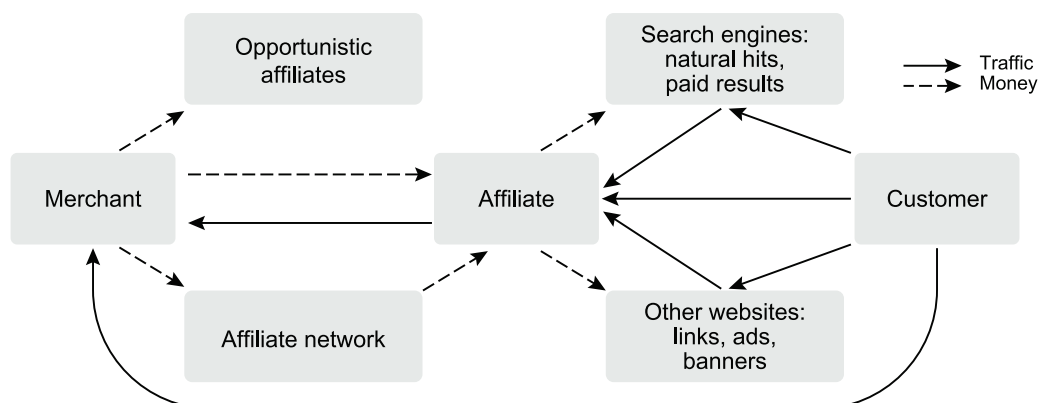 Opportunistic
affiliates
Search engines:
natural hits,
paid results
Traffic
Money
Merchant
Affiliate
Customer
Affiliate network
Other websites:
links, ads,
banners